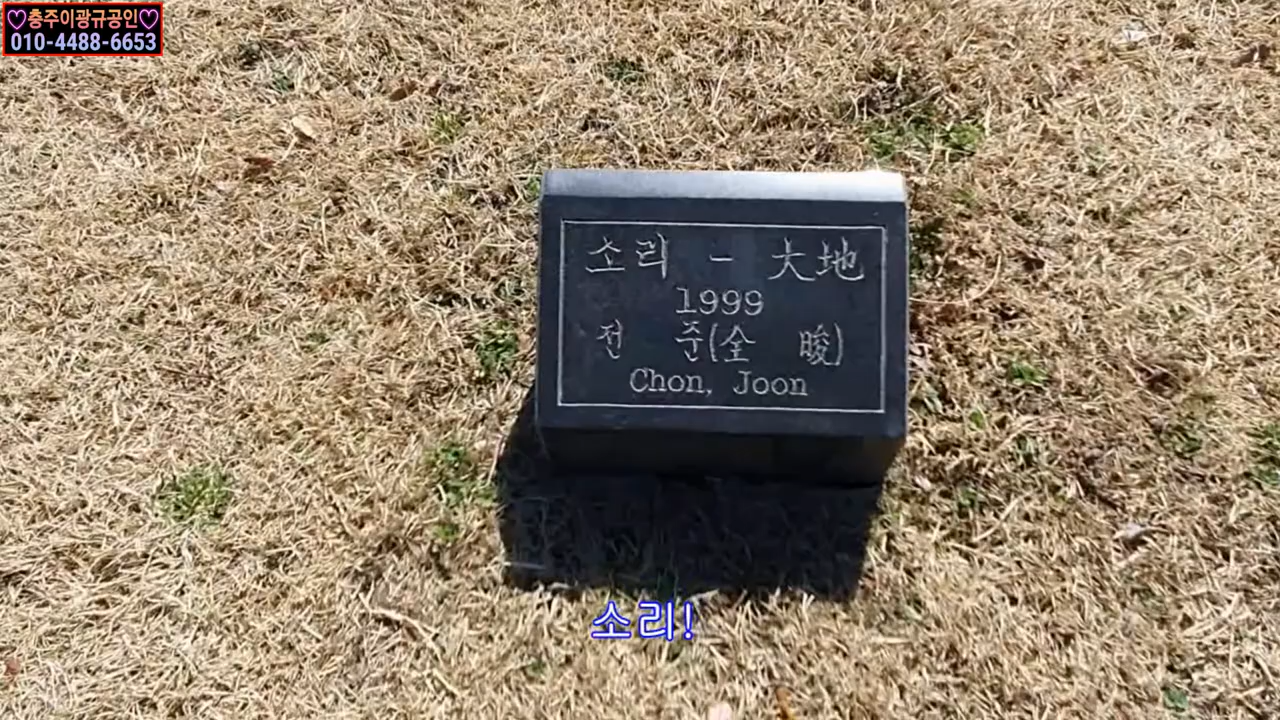 ♡충주이광규공인♡
010-4488-6653
소리 - 大地
1999
전 준(全 晙)
Chon, Joon
소리!